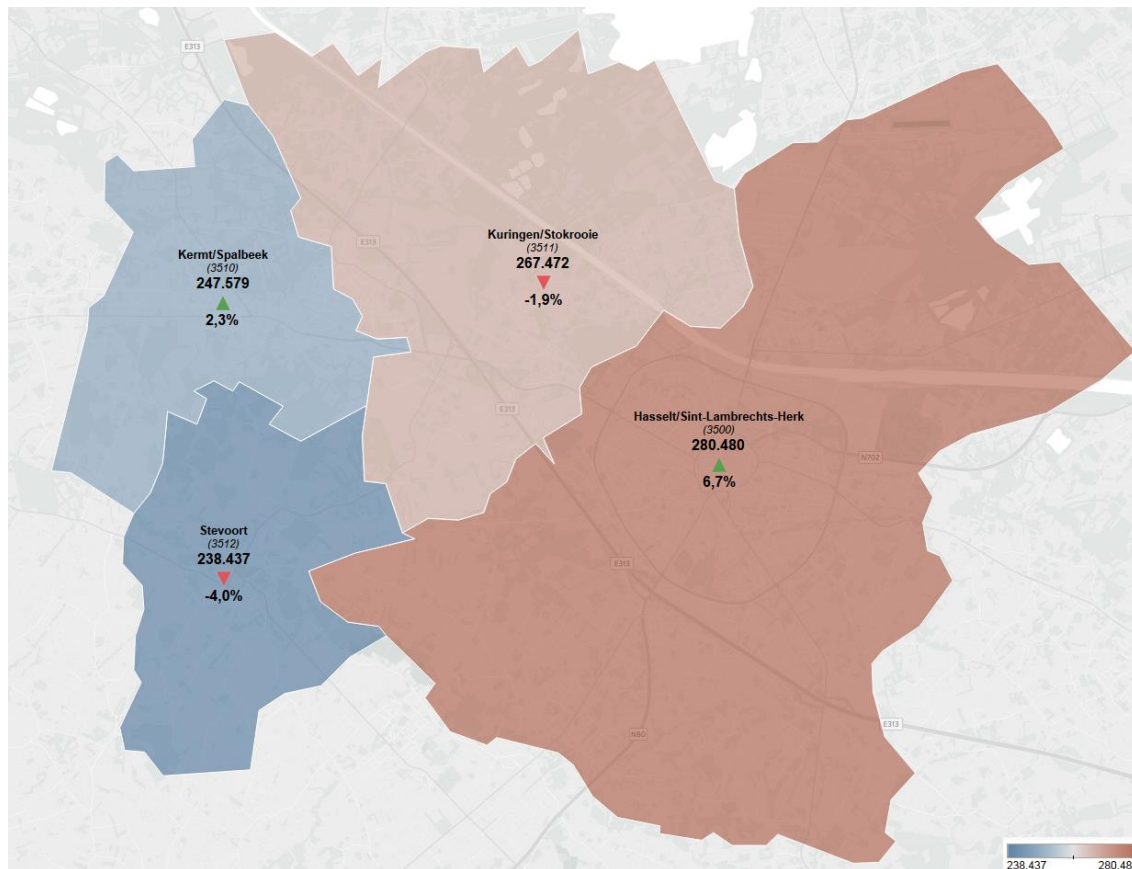 E313
Kermt/Spalbeek
(3510)
247.579
2,3%
Kuringen/Stokrooie
(3511)
267.472
-1,9%
E313
E313
Hasselt/Sint-Lambrechts-Herk
(3500)
280.480
6,7%
N702
Stevoort
(3512)
238.437
-4,0%
E313
E313
N80
238.437
280.48